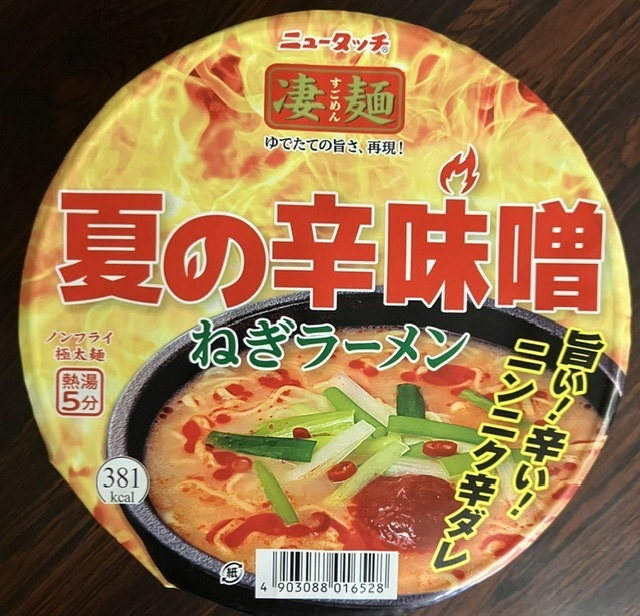 ニュータッチ®
凄麺
すごめん
ゆでたての旨さ、再現!
夏の辛味噌
ねぎラーメン
ノンフライ
極太麺
熱湯
5分
旨い!辛い!
ニンニク辛ダレ
381
kcal
紙
4 903088 016528